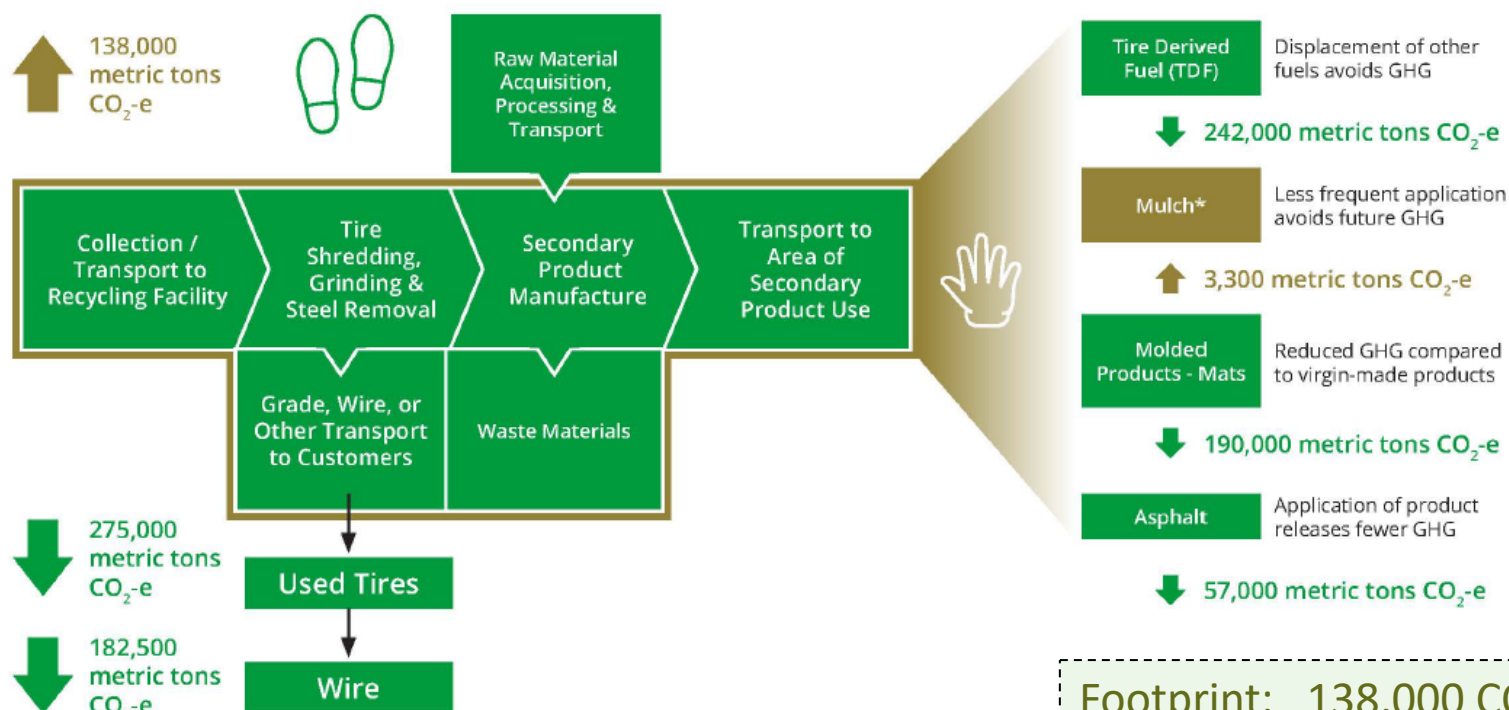 138,000
metric tons
CO₂-e
Raw Material
Acquisition,
Processing &
Transport
Collection /
Transport to
Recycling Facility
Tire
Shredding,
Grinding &
Steel Removal
Secondary
Product
Manufacture
Transport to
Area of
Secondary
Product Use
Grade, Wire, or
Other Transport
to Customers
Waste Materials
275,000
metric tons
CO₂-e
Used Tires
182,500
metric tons
CO₂-e
Wire
Tire Derived
Fuel (TDF)
Displacement of other
fuels avoids GHG
242,000 metric tons CO₂-e
Mulch*
Less frequent application
avoids future GHG
3,300 metric tons CO₂-e
Molded
Products - Mats
Reduced GHG compared
to virgin-made products
190,000 metric tons CO₂-e
Asphalt
Application of product
releases fewer GHG
57,000 metric tons CO₂-e
Footprint: 138,000